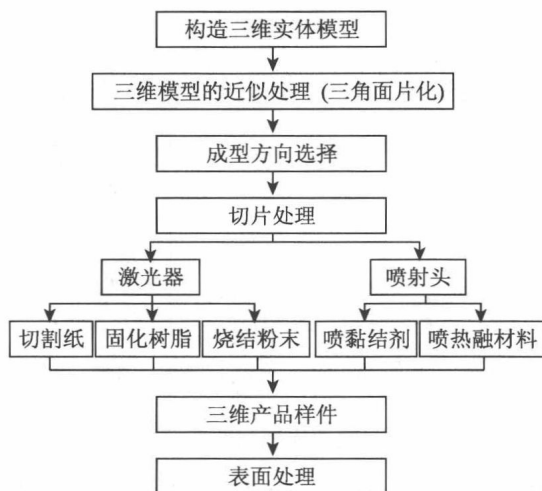 构造三维实体模型
三维模型的近似处理 (三角面片化)
成型方向选择
切片处理
激光器
喷射头
切割纸
固化树脂
烧结粉末
喷黏结剂
喷热融材料
三维产品样件
表面处理